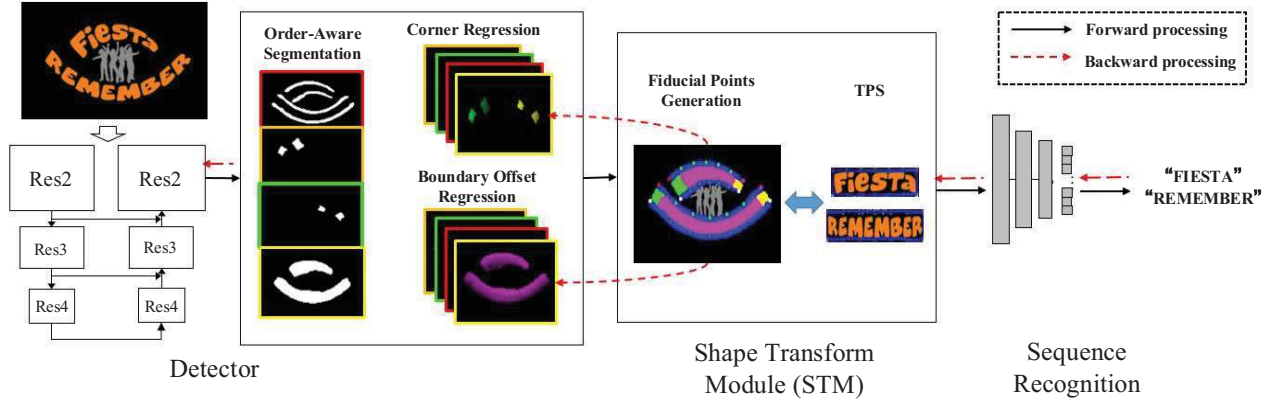 Fiesta
REMEMBER
Res2
Res2
Res3
Res3
Res4
Res4
Detector
Order-Aware
Segmentation
Corner Regression
Boundary Offset
Regression
Fiducial Points
Generation
TPS
Fiesta
REMEMBER
Shape Transform
Module (STM)
Forward processing
Backward processing
“FIESTA”
“REMEMBER”
Sequence
Recognition